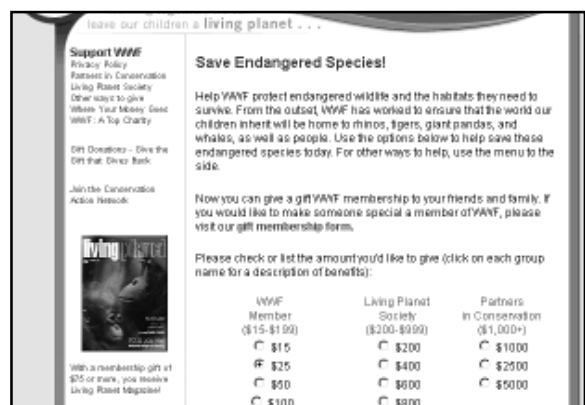 leave our children a living planet . . .
Support WWF
Privacy Policy
Partners in Conservation
Living Planet Society
Other ways to give
Where Your Money Goes
WWF: A Top Charity
Gift Donations - Give the
Gift that Gives Back
Join the Conservation
Action Network
living planet
With a membership gift of
$75 or more, you receive
Living Planet Magazine!
Save Endangered Species!
Help WWF protect endangered wildlife and the habitats they need to
survive. From the outset, WWF has worked to ensure that the world our
children inherit will be home to rhinos, tigers, giant pandas, and
whales, as well as people. Use the options below to help save these
endangered species today. For other ways to help, use the menu to the
side.
Now you can give a gift WWF membership to your friends and family. If
you would like to make someone special a member of WWF, please
visit our gift membership form.
Please check or list the amount you'd like to give (click on each group
name for a description of benefits):
WWF Living Planet Partners
Member Society in Conservation
($15-$199) ($200-$999) ($1,000+)
$15 $200 $1000
$25 $400 $2500
$50 $600 $5000
$100 $800